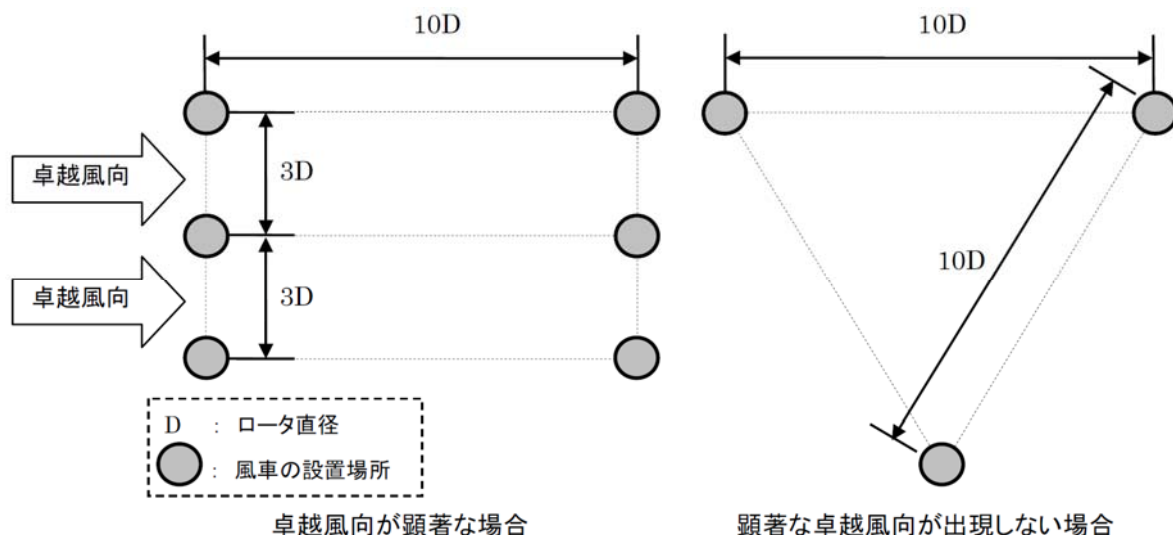 10D
10D
卓越風向
3D
卓越風向
3D
10D
D : ロータ直径
: 風車の設置場所
卓越風向が顕著な場合
顕著な卓越風向が出現しない場合